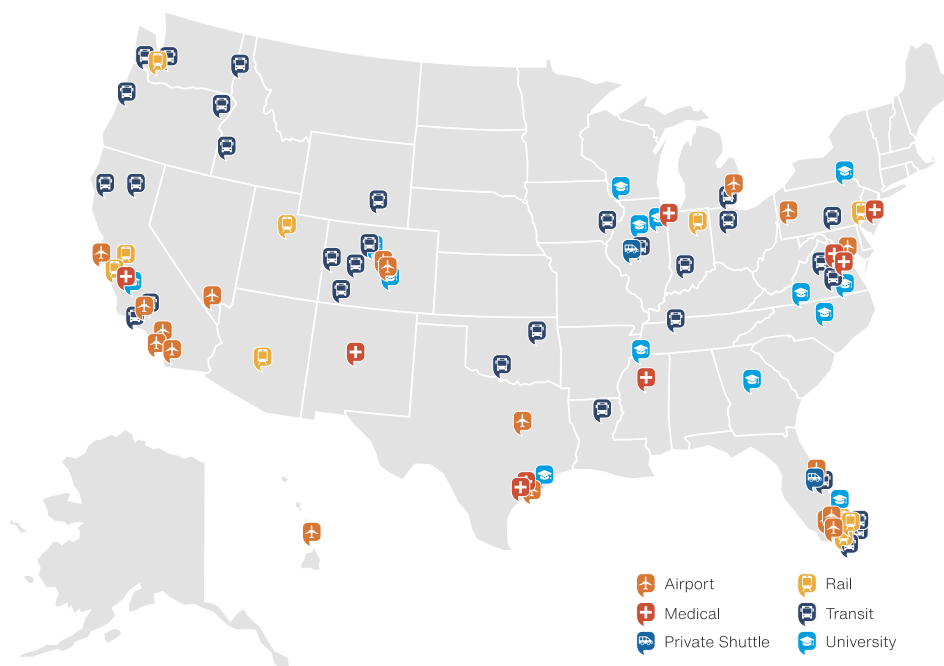 Airport
Rail
Medical
Transit
Private Shuttle
University